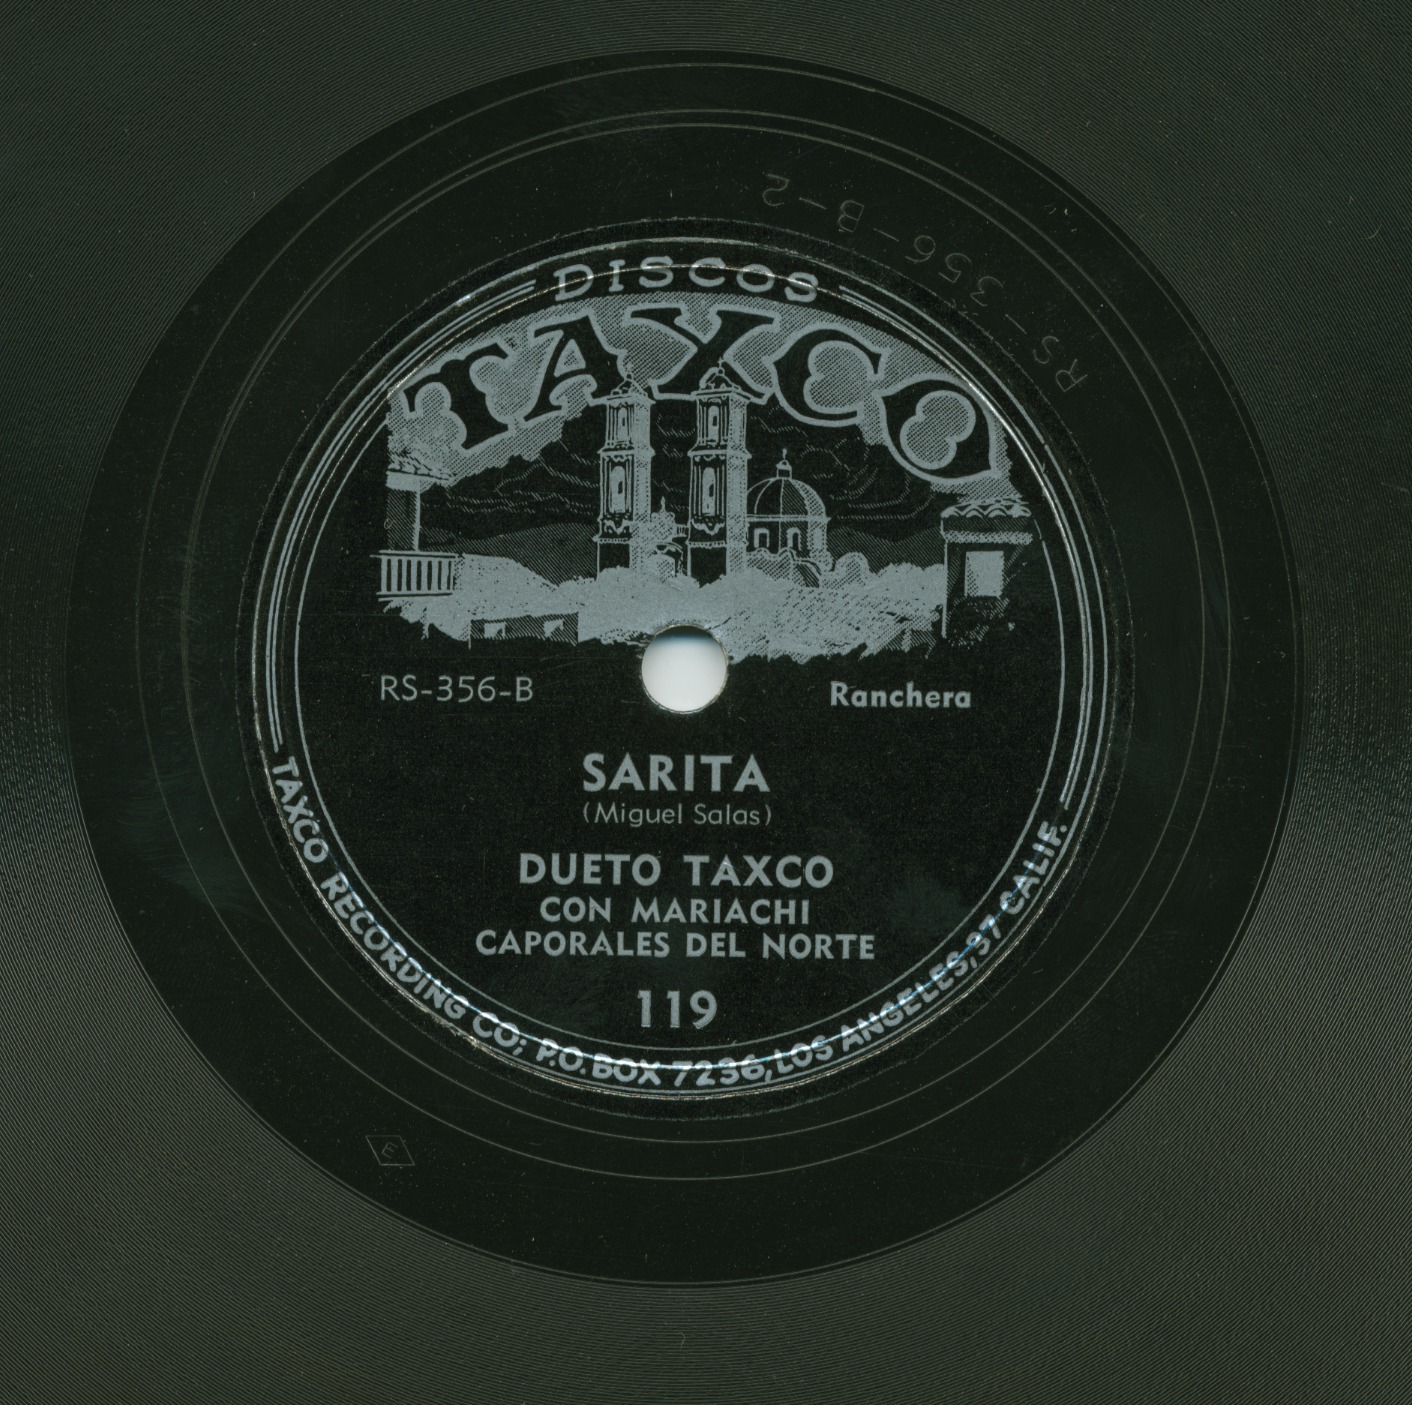 DISCOS
TAXCO
RS-356-B
Ranchera
SARITA
(Miguel Salas)
DUETO TAXCO
CON MARIACHI
CAPORALES DEL NORTE
119
TAXCO RECORDING CO; P.O. BOX 7236, LOS ANGELES, 37 CALIF.
RS-356-B-2
E